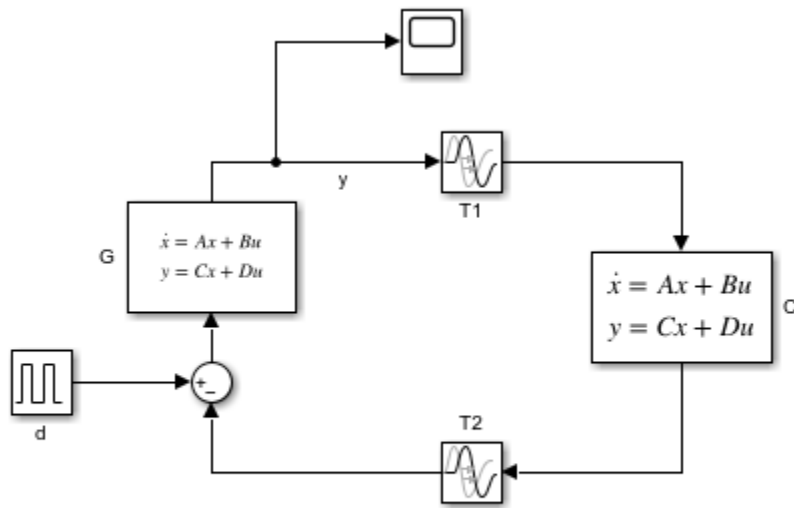 y
T1
G
ẋ = Ax + Bu
y = Cx + Du
ẋ = Ax + Bu
y = Cx + Du
+
−
d
T2